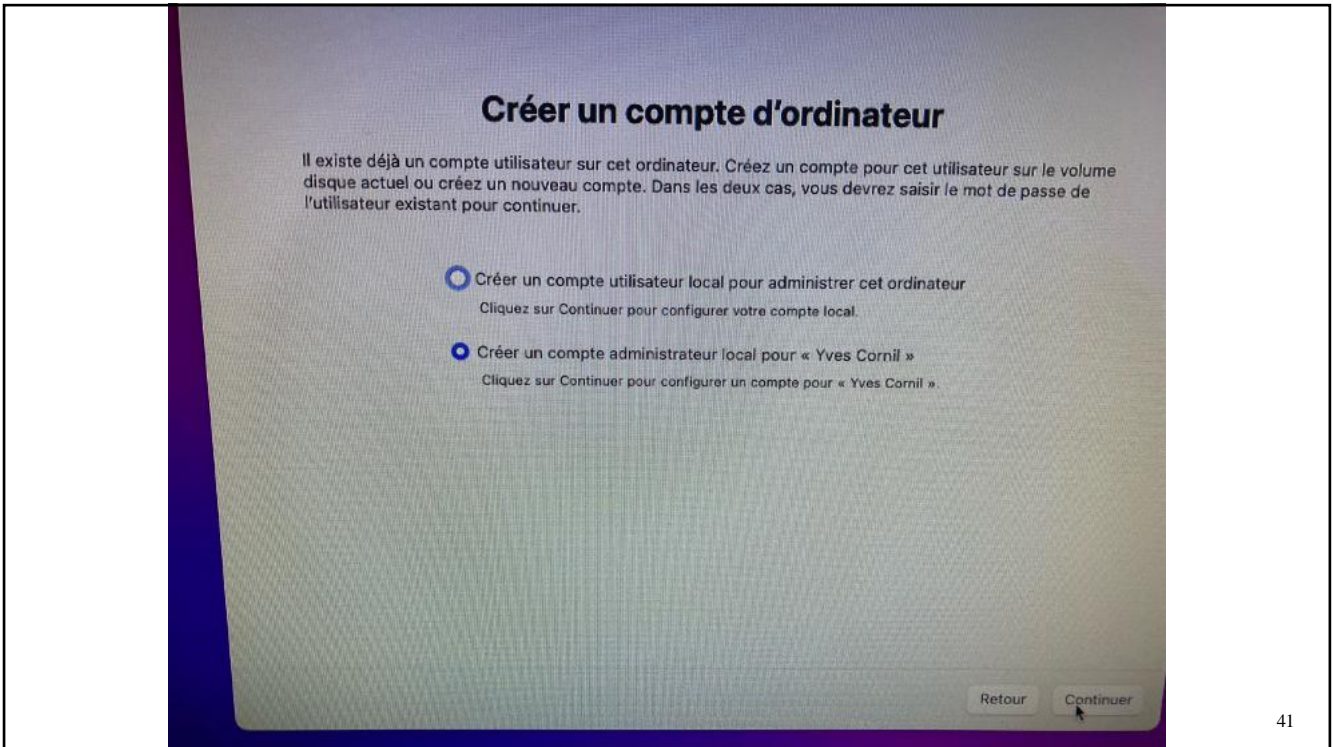 Créer un compte d'ordinateur
Il existe déjà un compte utilisateur sur cet ordinateur. Créez un compte pour cet utilisateur sur le volume
disque actuel ou créez un nouveau compte. Dans les deux cas, vous devrez saisir le mot de passe de
l'utilisateur existant pour continuer.
Créer un compte utilisateur local pour administrer cet ordinateur
Cliquez sur Continuer pour configurer votre compte local.
Créer un compte administrateur local pour « Yves Cornil »
Cliquez sur Continuer pour configurer un compte pour « Yves Cornil ».
Retour Continuer
41